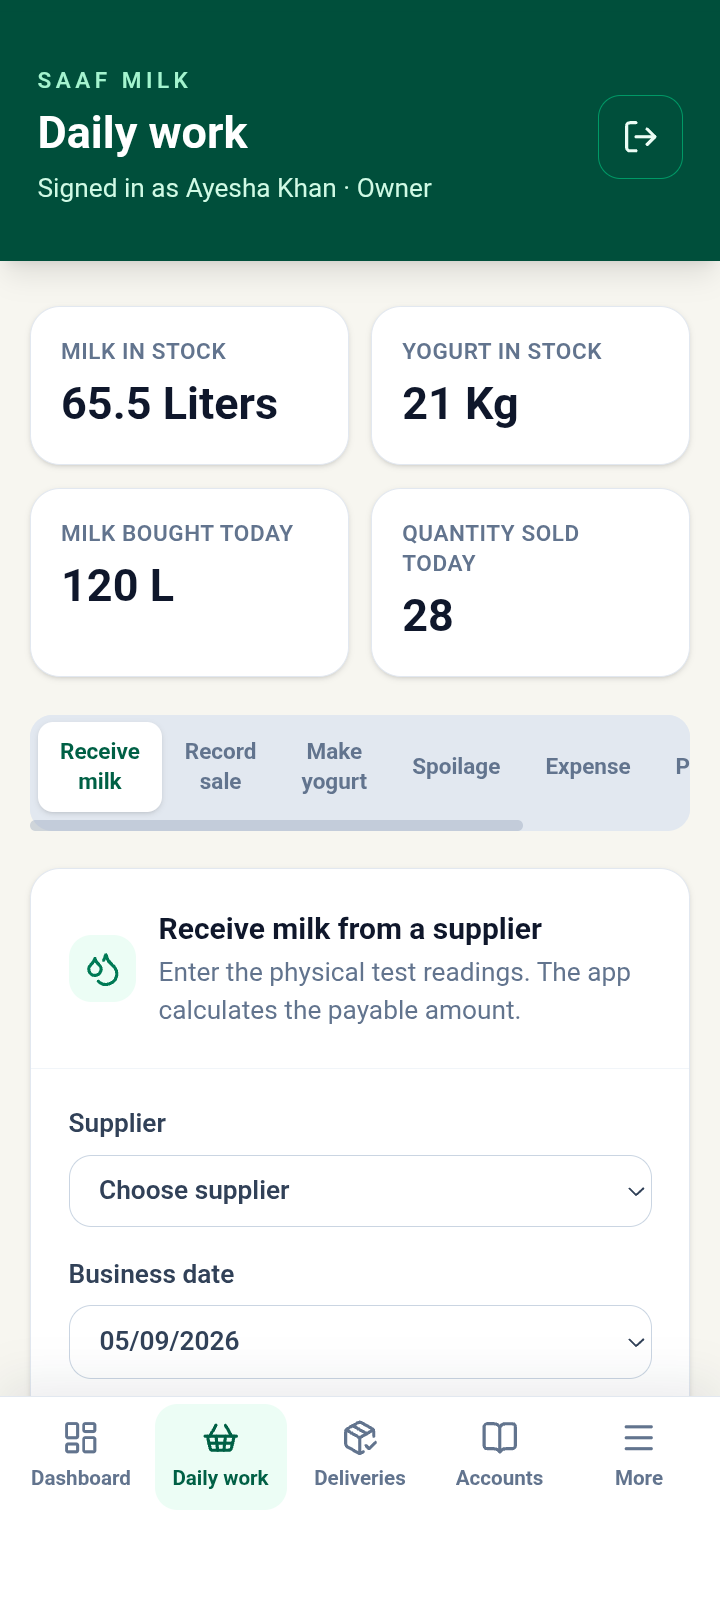 SAAF MILK
Daily work
Signed in as Ayesha Khan · Owner
MILK IN STOCK
65.5 Liters
YOGURT IN STOCK
21 Kg
MILK BOUGHT TODAY
120 L
QUANTITY SOLD
TODAY
28
Receive
milk
Record
sale
Make
yogurt
Spoilage
Expense
P
Receive milk from a supplier
Enter the physical test readings. The app
calculates the payable amount.
Supplier
Choose supplier
Business date
05/09/2026
Dashboard
Daily work
Deliveries
Accounts
More